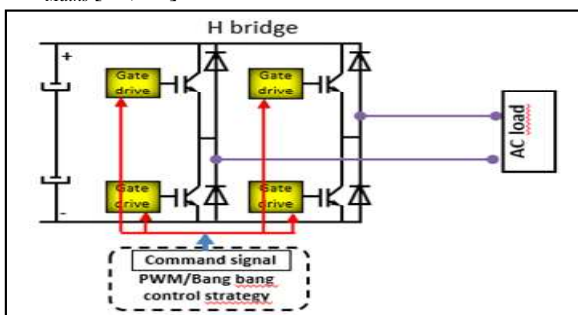 H bridge
+
Gate
drive
Gate
drive
AC load
Gate
drive
Gate
drive
-
Command signal
PWM/Bang bang
control strategy